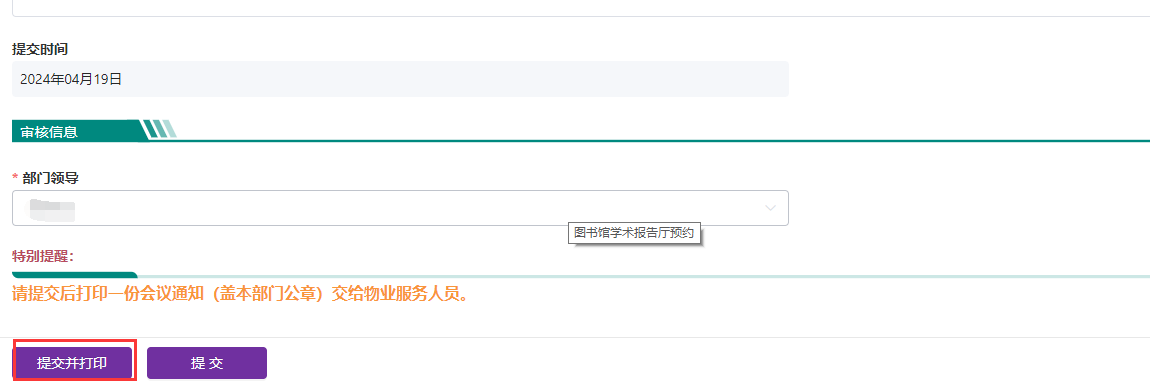 提交时间
2024年04月19日
审核信息
* 部门领导
图书馆学术报告厅预约
特别提醒：
请提交后打印一份会议通知（盖本部门公章）交给物业服务人员。
提交并打印
提 交